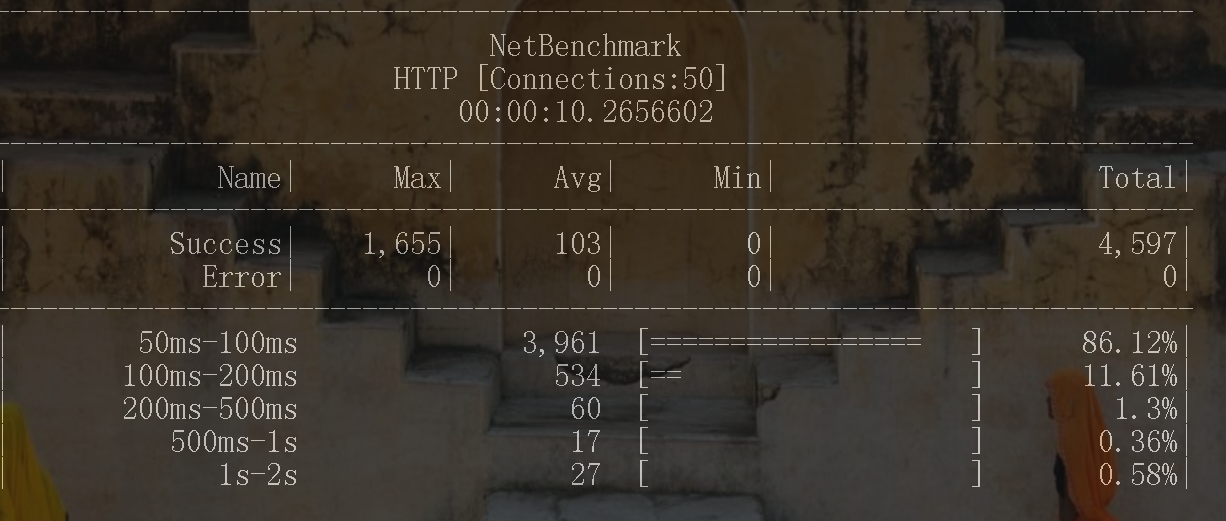 --------------------------------------------------------------------------
NetBenchmark
HTTP [Connections:50]
00:00:10.2656602
--------------------------------------------------------------------------
| Name| Max| Avg| Min| Total|
--------------------------------------------------------------------------
| Success| 1,655| 103| 0| 4,597|
| Error| 0| 0| 0| 0|
--------------------------------------------------------------------------
| 50ms-100ms 3,961 [================= ] 86.12%|
| 100ms-200ms 534 [== ] 11.61%|
| 200ms-500ms 60 [ ] 1.3%|
| 500ms-1s 17 [ ] 0.36%|
| 1s-2s 27 [ ] 0.58%|